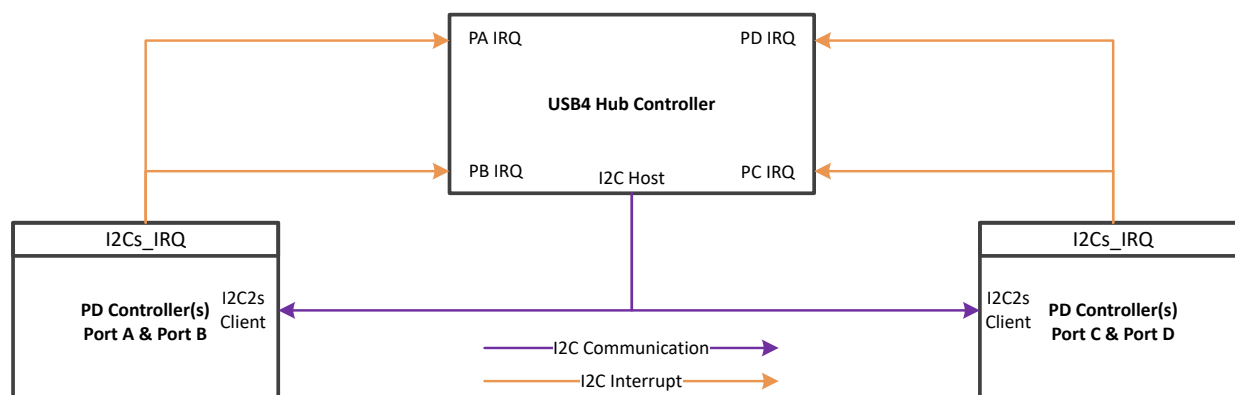 PA IRQ
PD IRQ
USB4 Hub Controller
PB IRQ
I2C Host
PC IRQ
I2Cs_IRQ
I2Cs_IRQ
PD Controller(s)
Port A & Port B
I2C2s
Client
I2C2s
Client
PD Controller(s)
Port C & Port D
I2C Communication
I2C Interrupt